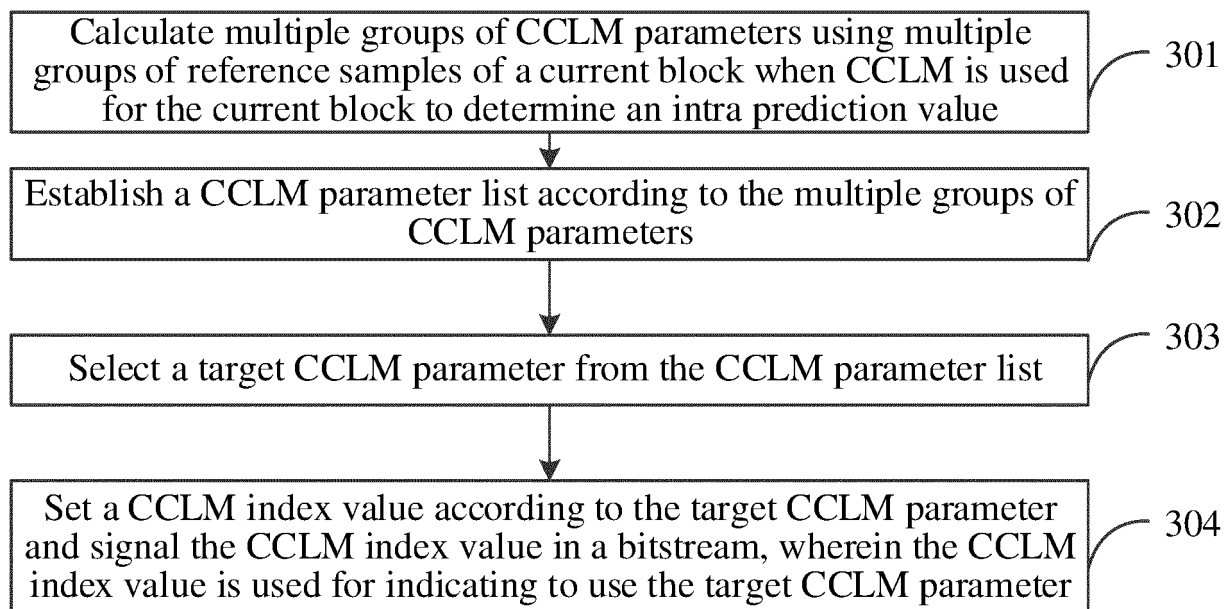 Calculate multiple groups of CCLM parameters using multiple
groups of reference samples of a current block when CCLM is used
for the current block to determine an intra prediction value
301
Establish a CCLM parameter list according to the multiple groups of
CCLM parameters
302
Select a target CCLM parameter from the CCLM parameter list
303
Set a CCLM index value according to the target CCLM parameter
and signal the CCLM index value in a bitstream, wherein the CCLM
index value is used for indicating to use the target CCLM parameter
304